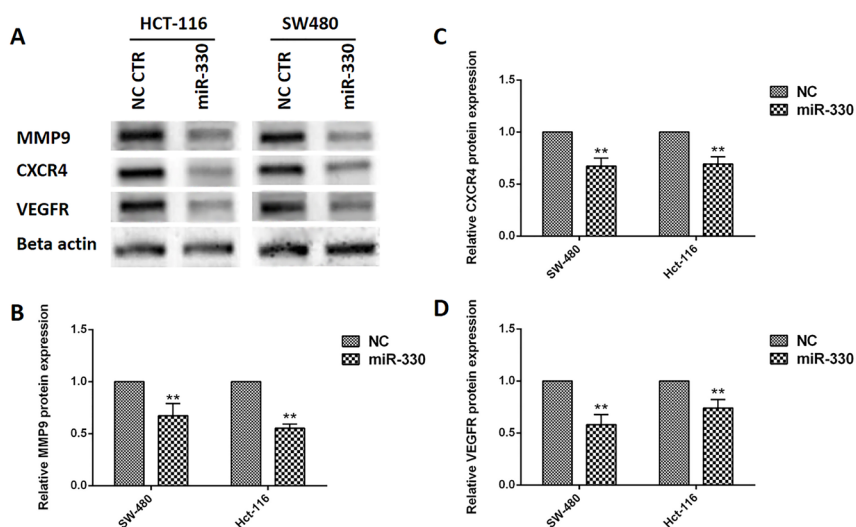 A
HCT-116 SW480
NC CTR miR-330 NC CTR miR-330
MMP9
CXCR4
VEGFR
Beta actin
B
Relative MMP9 protein expression
1.5
1.0
0.5
0.0
** **
SW-480 Hct-116
NC
miR-330
C
Relative CXCR4 protein expression
1.5
1.0
0.5
0.0
** **
SW-480 Hct-116
NC
miR-330
D
Relative VEGFR protein expression
1.5
1.0
0.5
0.0
** **
SW-480 Hct-116
NC
miR-330